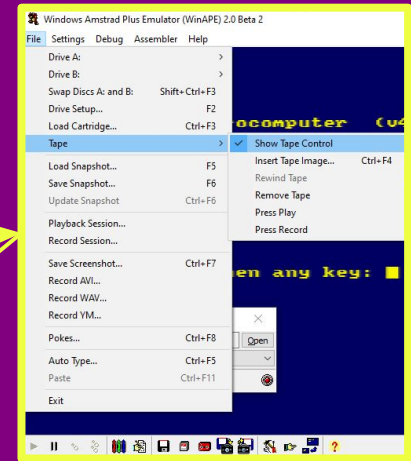 Windows Amstrad Plus Emulator (WinAPE) 2.0 Beta 2
File Settings Debug Assembler Help
Drive A: >
Drive B: >
Swap Discs A: and B: Shift+Ctrl+F3
Drive Setup... F2
Load Cartridge... Ctrl+F3
ocomputer (v4
Tape >
✓ Show Tape Control
Insert Tape Image... Ctrl+F4
Rewind Tape
Remove Tape
Press Play
Press Record
Load Snapshot... F5
Save Snapshot... F6
Update Snapshot Ctrl+F6
Playback Session...
Record Session...
Save Screenshot... Ctrl+F7
en any key:
Record AVI...
Record WAV...
Record YM...
Pokes... Ctrl+F8
Open
Auto Type... Ctrl+F5
Paste Ctrl+F11
Exit